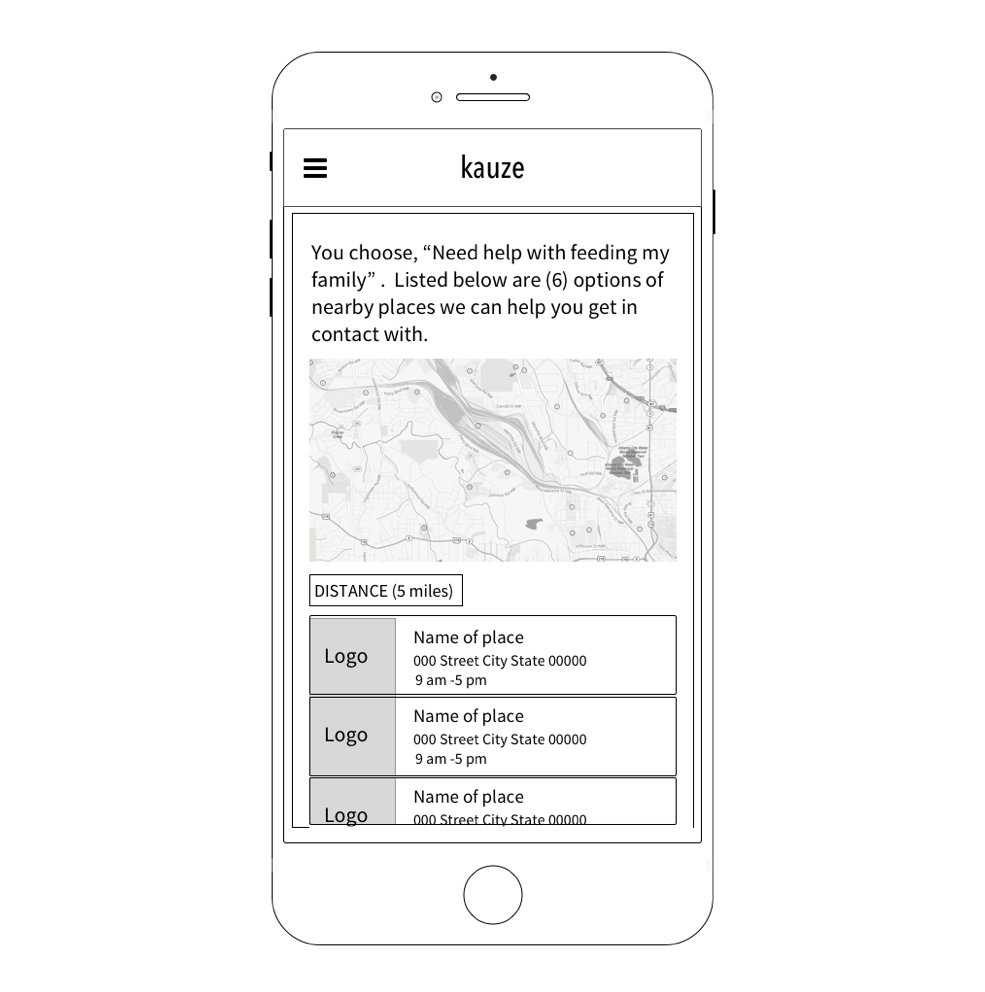 kauze
You choose, “Need help with feeding my
family” .  Listed below are (6) options of
nearby places we can help you get in
contact with.
DISTANCE (5 miles)
Logo
Name of place
000 Street City State 00000
9 am -5 pm
Logo
Name of place
000 Street City State 00000
9 am -5 pm
Logo
Name of place
000 Street City State 00000